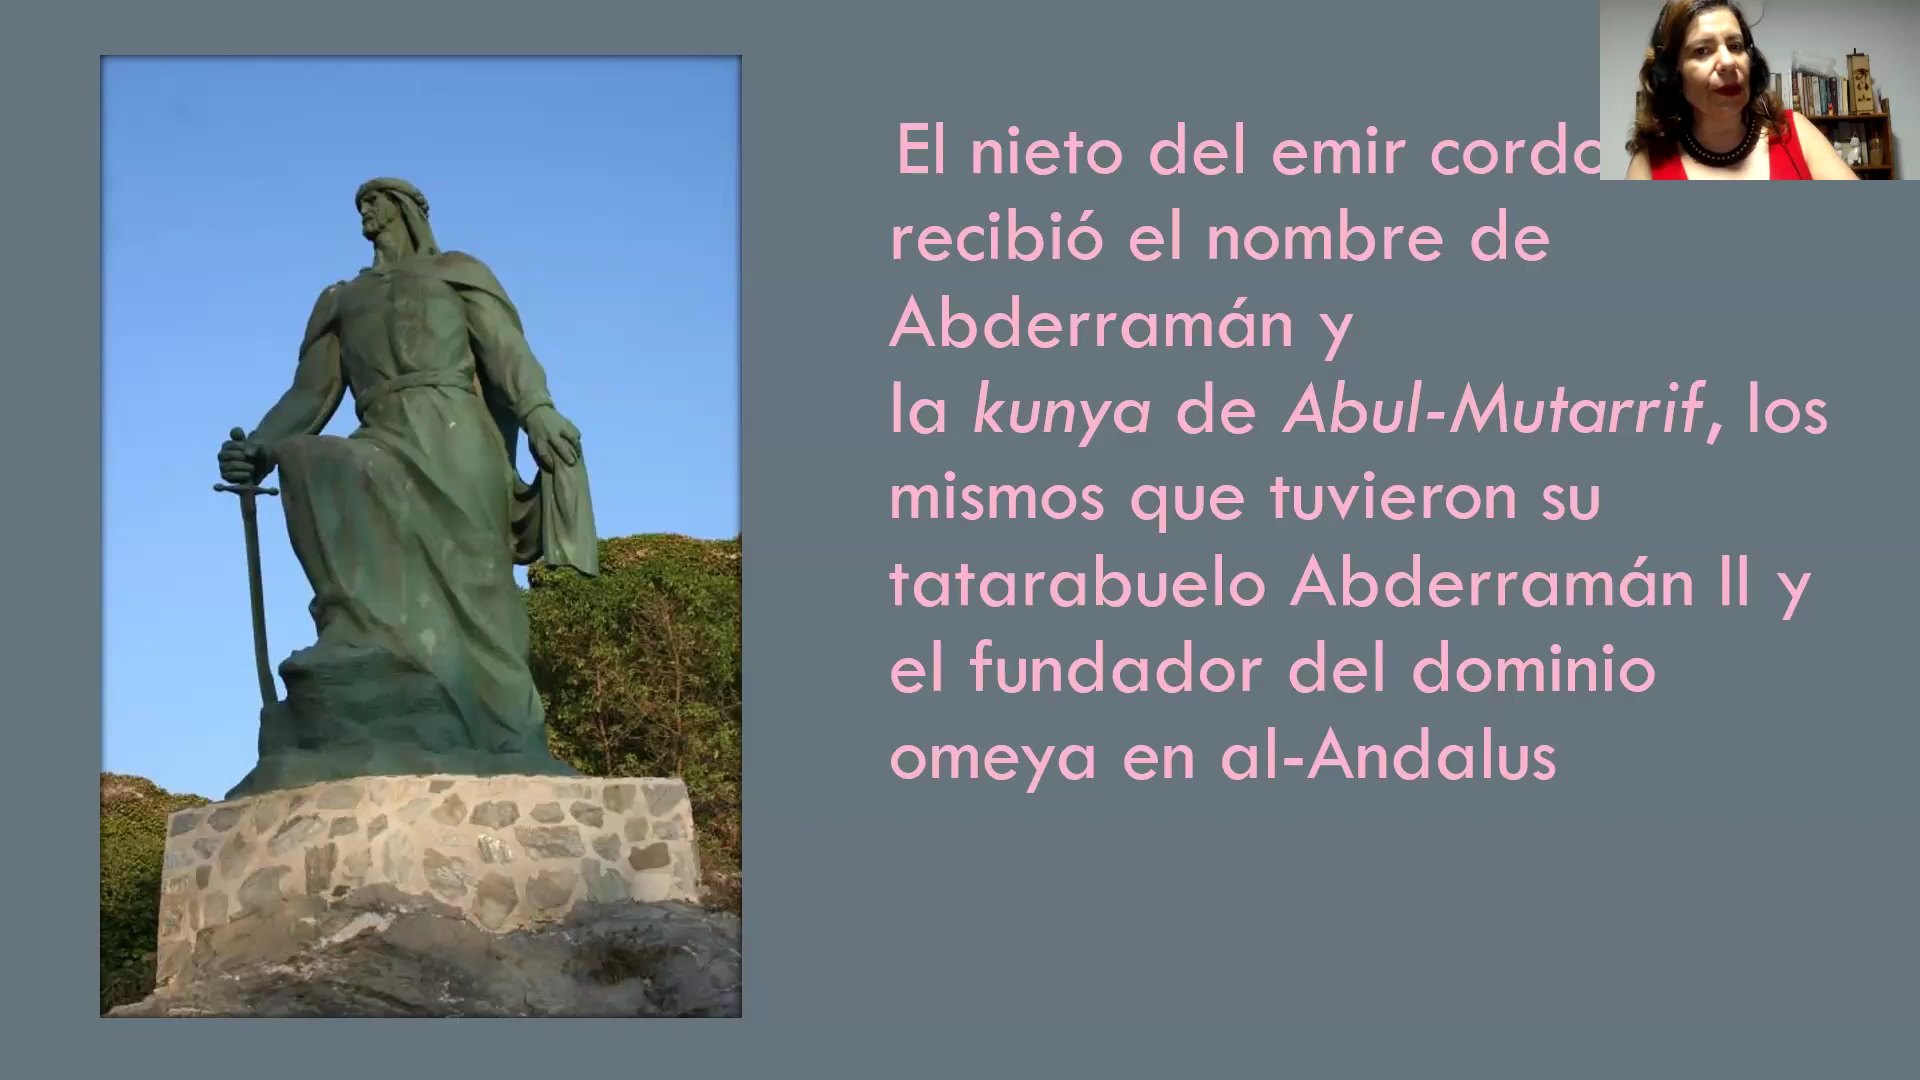 El nieto del emir cordo
recibió el nombre de
Abderramán y
la kunya de Abul-Mutarrif, los
mismos que tuvieron su
tatarabuelo Abderramán II y
el fundador del dominio
omeya en al-Andalus